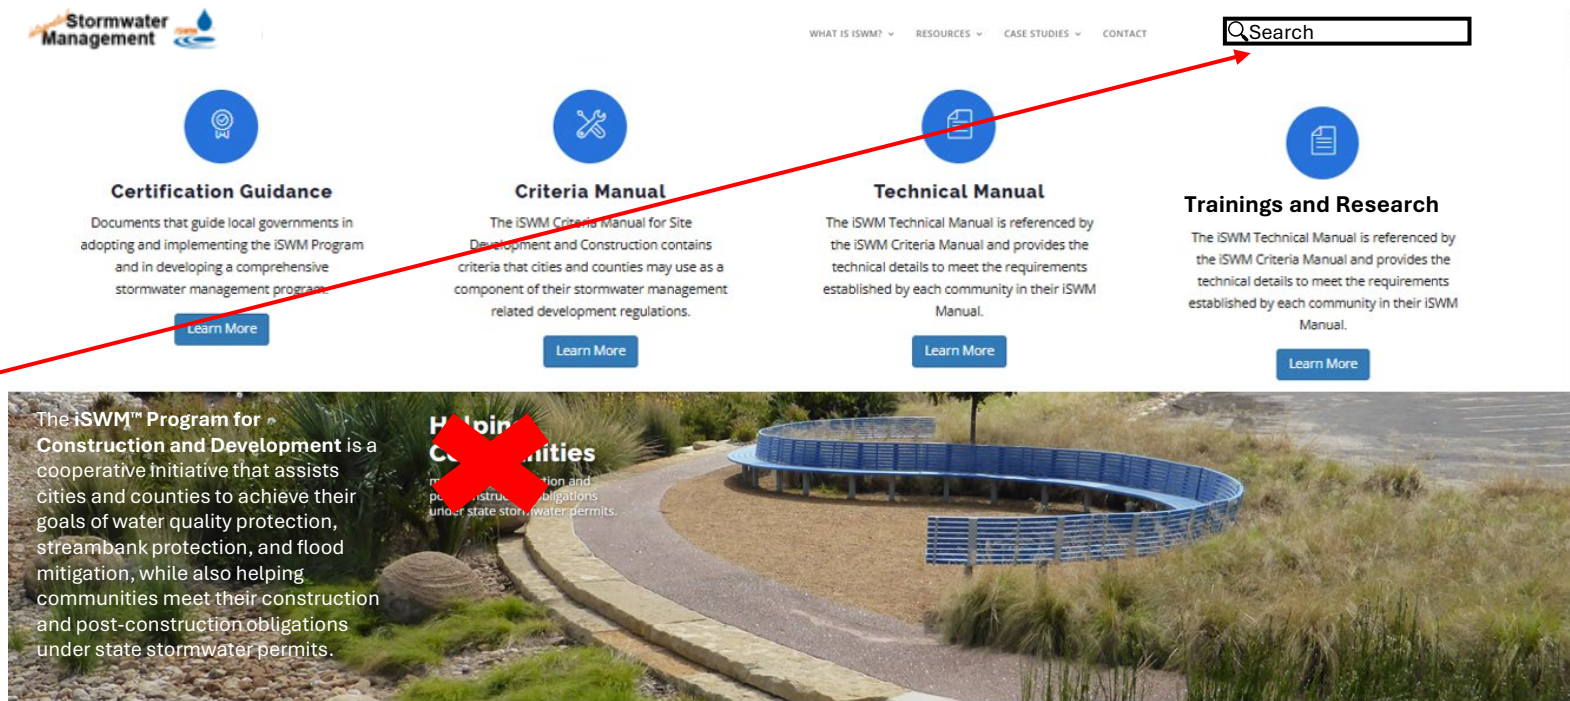 Stormwater
Management
WHAT IS ISWM?
RESOURCES
CASE STUDIES
CONTACT
Search
Certification Guidance
Documents that guide local governments in
adopting and implementing the iSWM Program
and in developing a comprehensive
stormwater management program.
Learn More
Criteria Manual
The iSWM Criteria Manual for Site
Development and Construction contains
criteria that cities and counties may use as a
component of their stormwater management
related development regulations.
Learn More
Technical Manual
The iSWM Technical Manual is referenced by
the iSWM Criteria Manual and provides the
technical details to meet the requirements
established by each community in their iSWM
Manual.
Learn More
Trainings and Research
The iSWM Technical Manual is referenced by
the iSWM Criteria Manual and provides the
technical details to meet the requirements
established by each community in their iSWM
Manual.
Learn More
The iSWM™ Program for
Construction and Development is a
cooperative initiative that assists
cities and counties to achieve their
goals of water quality protection,
streambank protection, and flood
mitigation, while also helping
communities meet their construction
and post-construction obligations
under state stormwater permits.
Helping
and
obligations
under state stormwater permits.